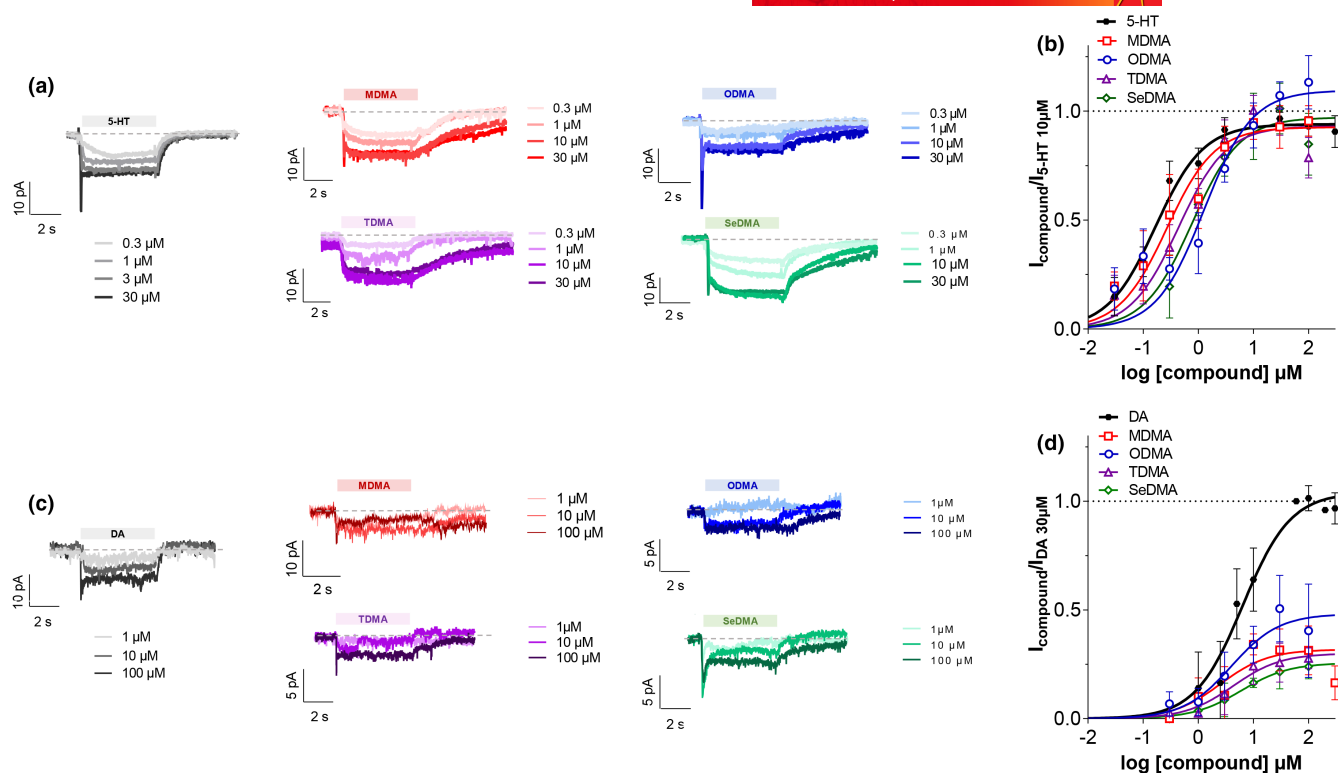 (a)
5-HT
10 pA
2 s
0.3 µM
1 µM
3 µM
30 µM
MDMA
0.3 µM
1 µM
10 µM
30 µM
10 pA
2 s
ODMA
0.3 µM
1 µM
10 µM
30 µM
10 pA
2 s
TDMA
0.3 µM
1 µM
10 µM
30 µM
10 pA
2 s
SeDMA
0.3 µM
1 µM
10 µM
30 µM
10 pA
2 s
(b)
5-HT
MDMA
ODMA
TDMA
SeDMA
Icompound/I5-HT 10µM
1.0
0.5
0.0
-2 -1 0 1 2
log [compound] µM
(c)
DA
10 pA
2 s
1 µM
10 µM
100 µM
MDMA
1 µM
10 µM
100 µM
10 pA
2 s
ODMA
1µM
10 µM
100 µM
5 pA
2 s
TDMA
1µM
10 µM
100 µM
5 pA
2 s
SeDMA
1µM
10 µM
100 µM
5 pA
2 s
(d)
DA
MDMA
ODMA
TDMA
SeDMA
Icompound/IDA 30µM
1.0
0.5
0.0
-2 -1 0 1 2
log [compound] µM